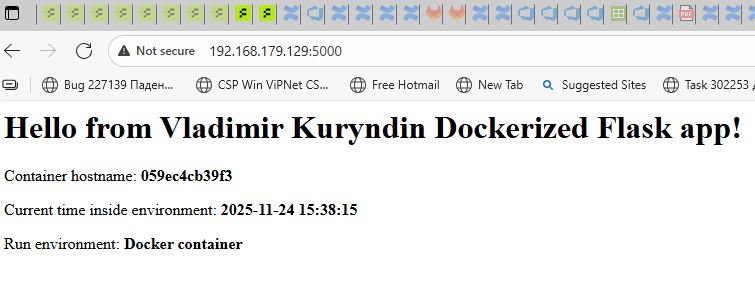 Not secure 192.168.179.129:5000
Bug 227139 Паден... CSP Win ViPNet CS... Free Hotmail New Tab Suggested Sites Task 302253
Hello from Vladimir Kuryndin Dockerized Flask app!
Container hostname: 059ec4cb39f3
Current time inside environment: 2025-11-24 15:38:15
Run environment: Docker container